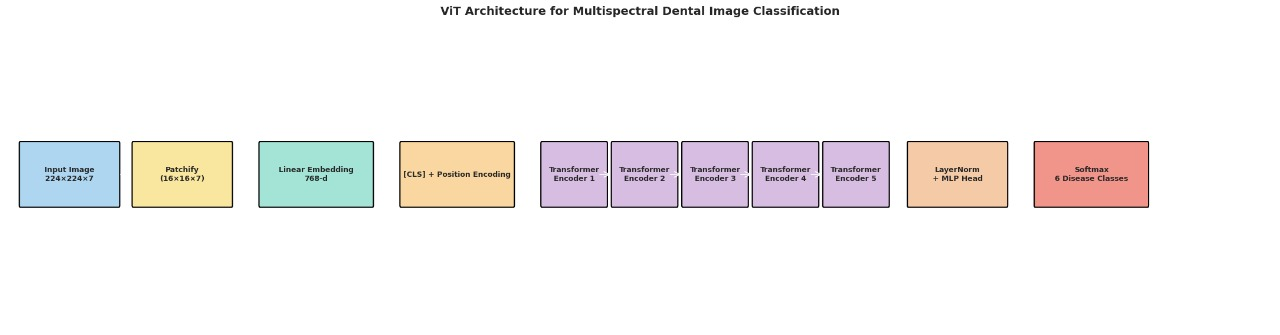 ViT Architecture for Multispectral Dental Image Classification
Input Image
224×224×7
Patchify
(16×16×7)
Linear Embedding
768-d
[CLS] + Position Encoding
Transformer
Encoder 1
Transformer
Encoder 2
Transformer
Encoder 3
Transformer
Encoder 4
Transformer
Encoder 5
LayerNorm
+ MLP Head
Softmax
6 Disease Classes